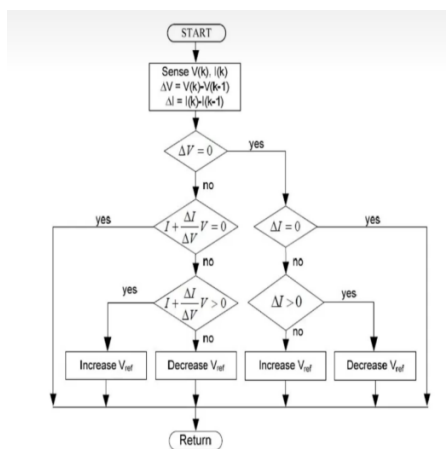 START
Sense V(k), I(k)
ΔV = V(k)-V(k-1)
ΔI = I(k)-I(k-1)
ΔV = 0
yes
no
yes
I + ΔI/ΔV V = 0
ΔI = 0
yes
no
no
yes
I + ΔI/ΔV V > 0
ΔI > 0
yes
no
no
Increase Vref
Decrease Vref
Increase Vref
Decrease Vref
Return